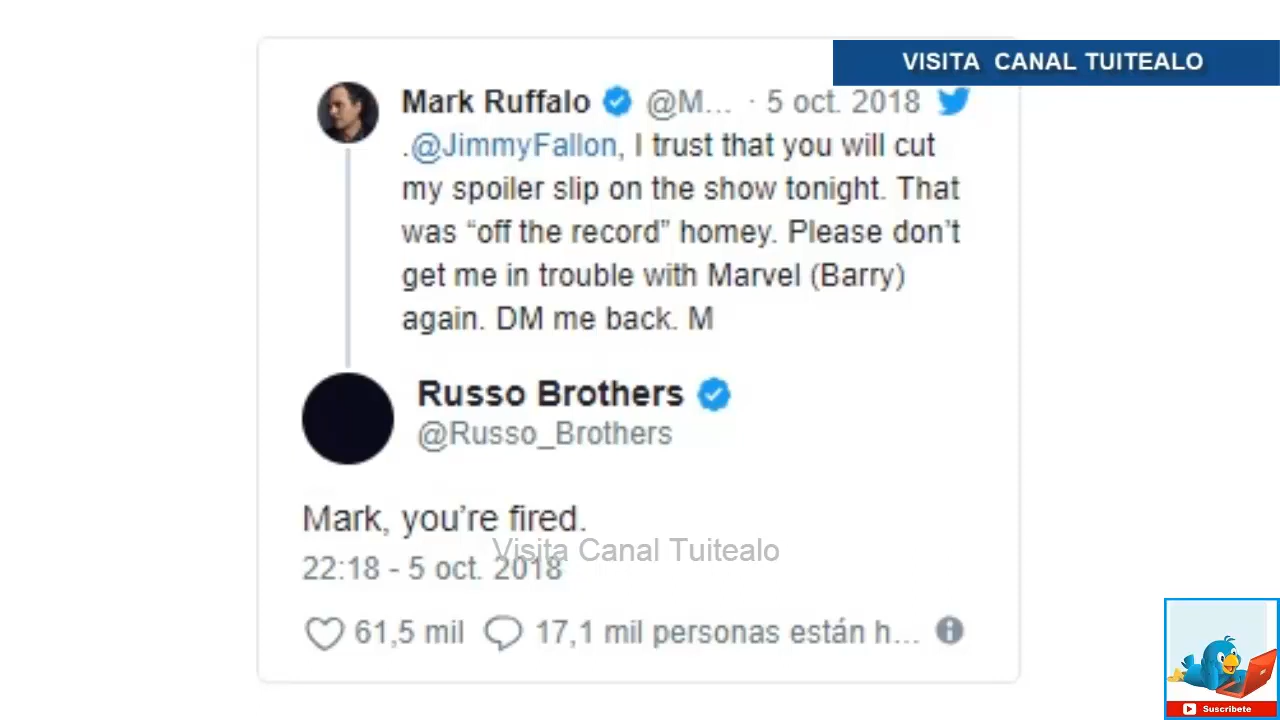 VISITA CANAL TUITEALO
Mark Ruffalo @M... · 5 oct. 2018
.@JimmyFallon, I trust that you will cut
my spoiler slip on the show tonight. That
was “off the record” homey. Please don’t
get me in trouble with Marvel (Barry)
again. DM me back. M
Russo Brothers
@Russo_Brothers
Mark, you’re fired.
Visita Canal Tuitealo
22:18 - 5 oct. 2018
61,5 mil 17,1 mil personas están h...
Suscribete